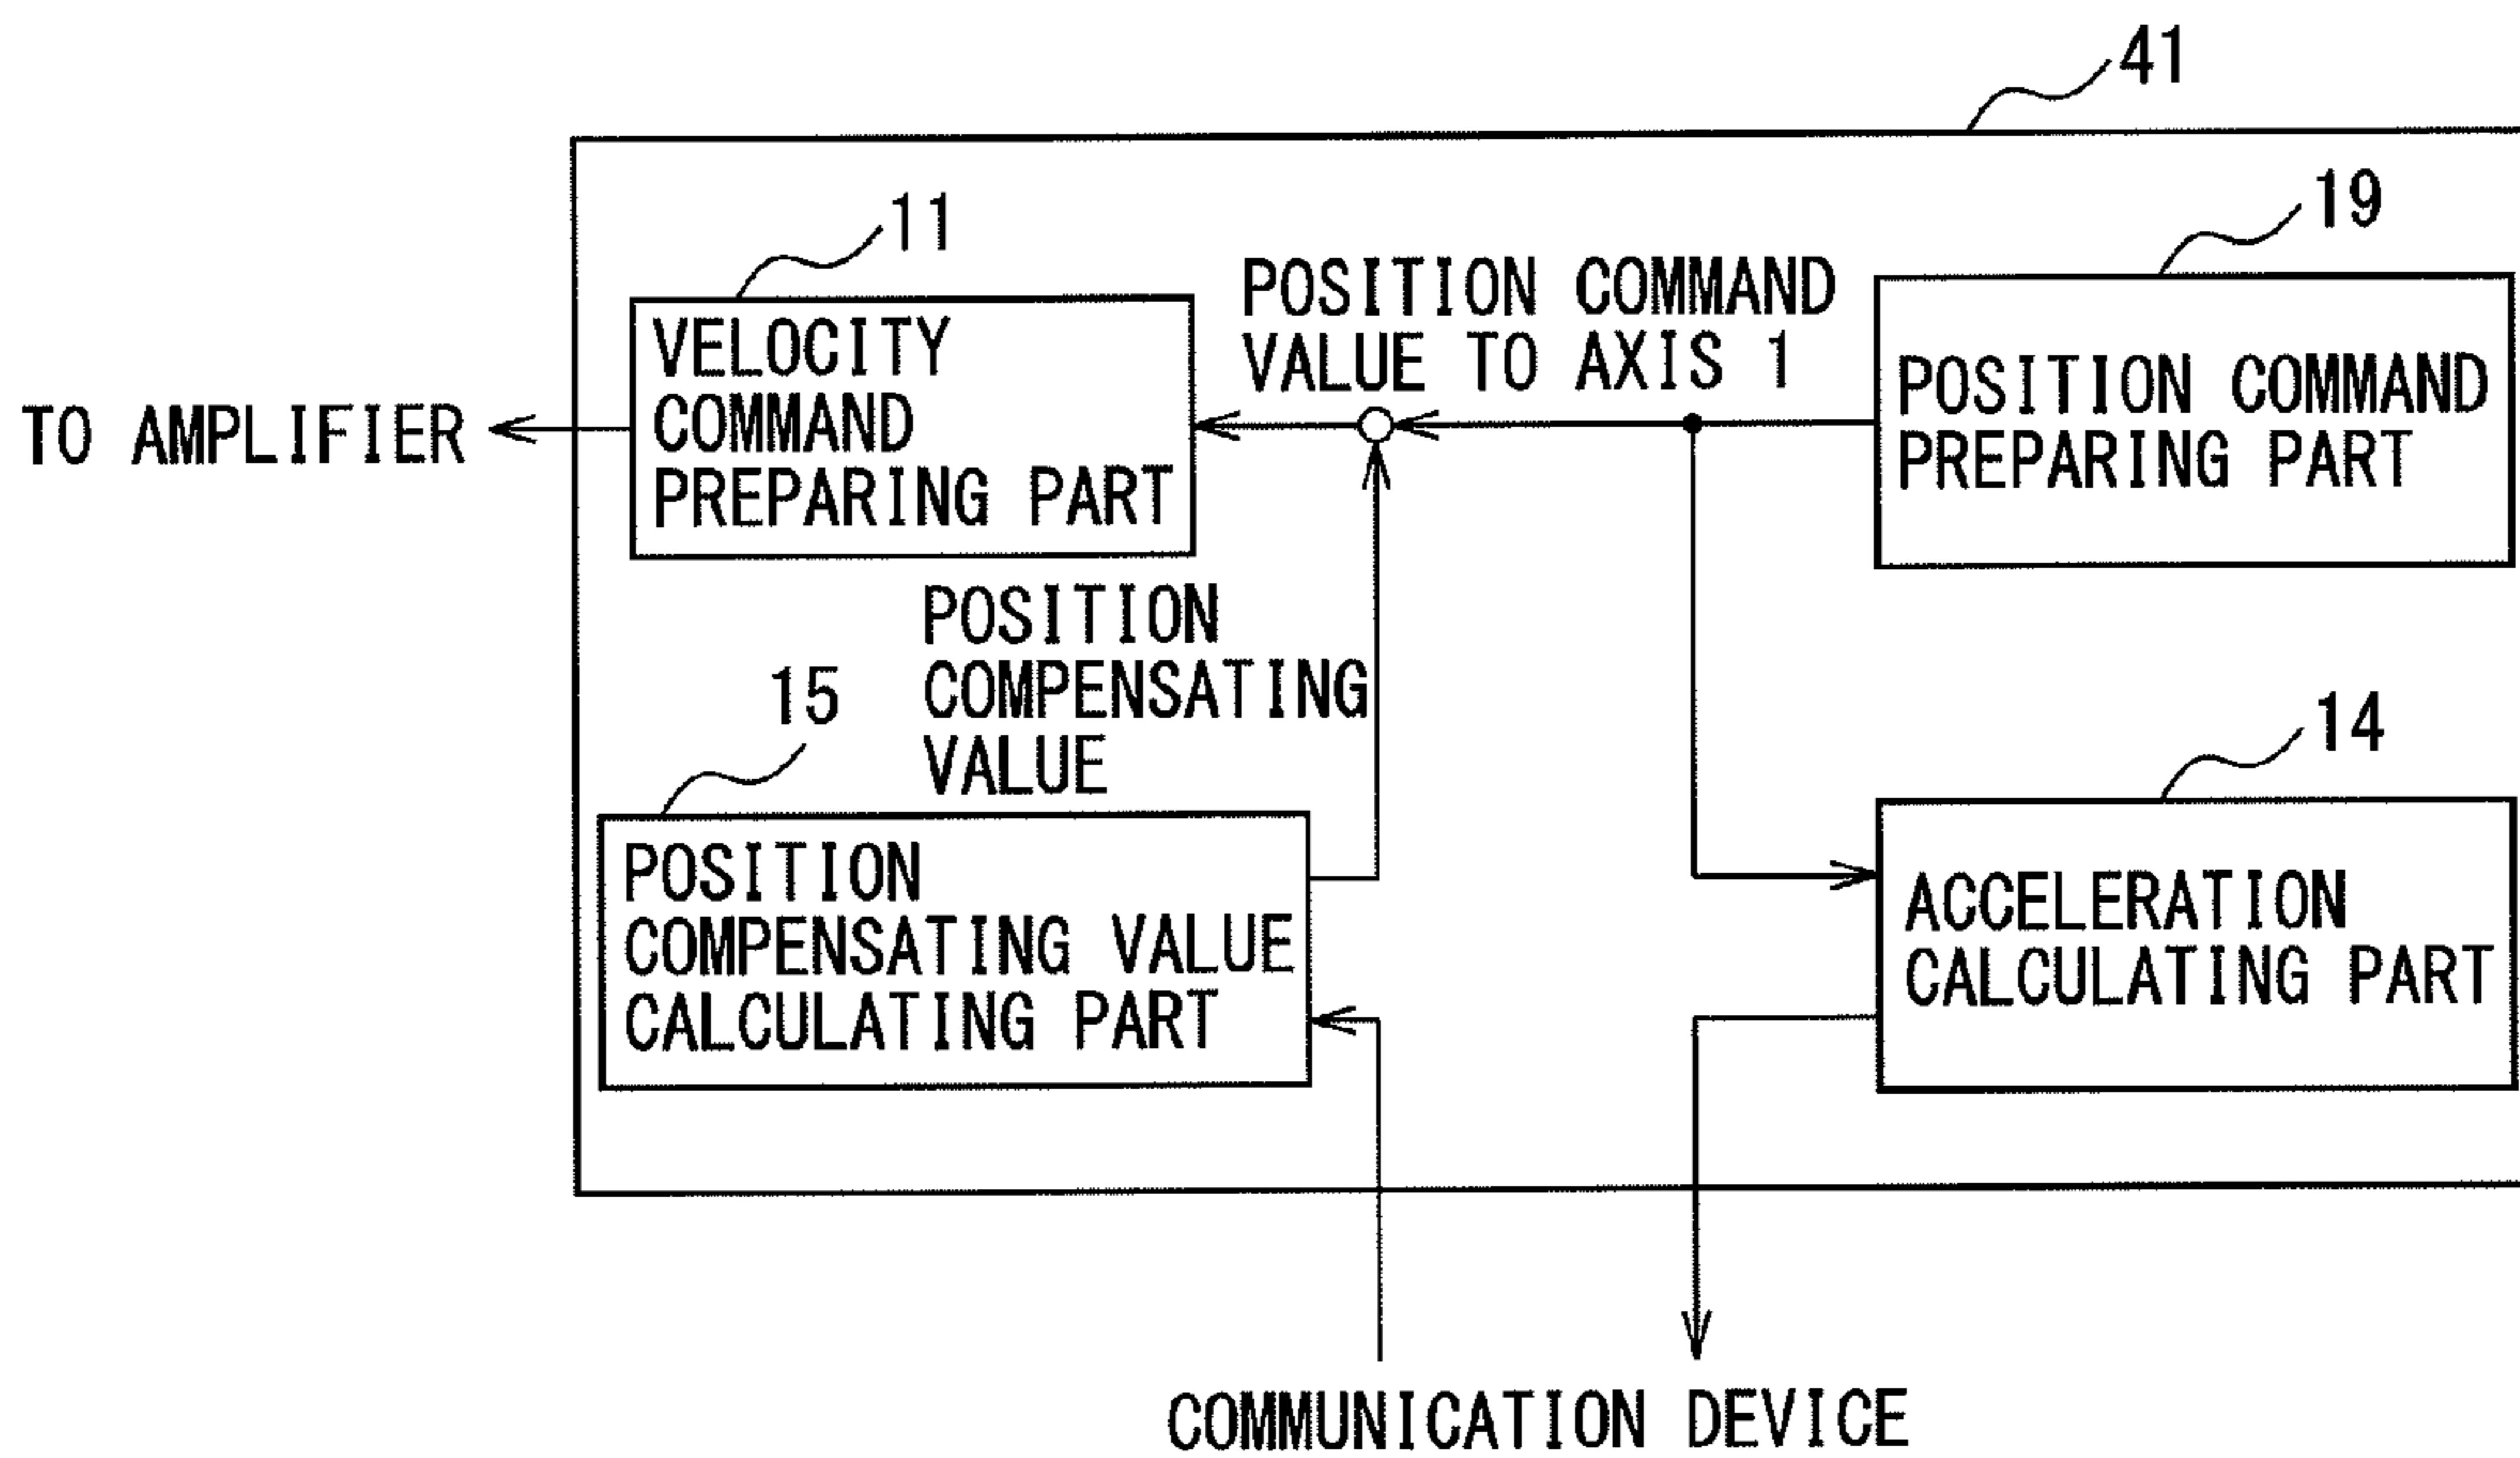 41
11
19
VELOCITY
COMMAND
PREPARING PART
POSITION COMMAND
VALUE TO AXIS 1
POSITION COMMAND
PREPARING PART
TO AMPLIFIER
POSITION
COMPENSATING
VALUE
15
14
POSITION
COMPENSATING VALUE
CALCULATING PART
ACCELERATION
CALCULATING PART
COMMUNICATION DEVICE